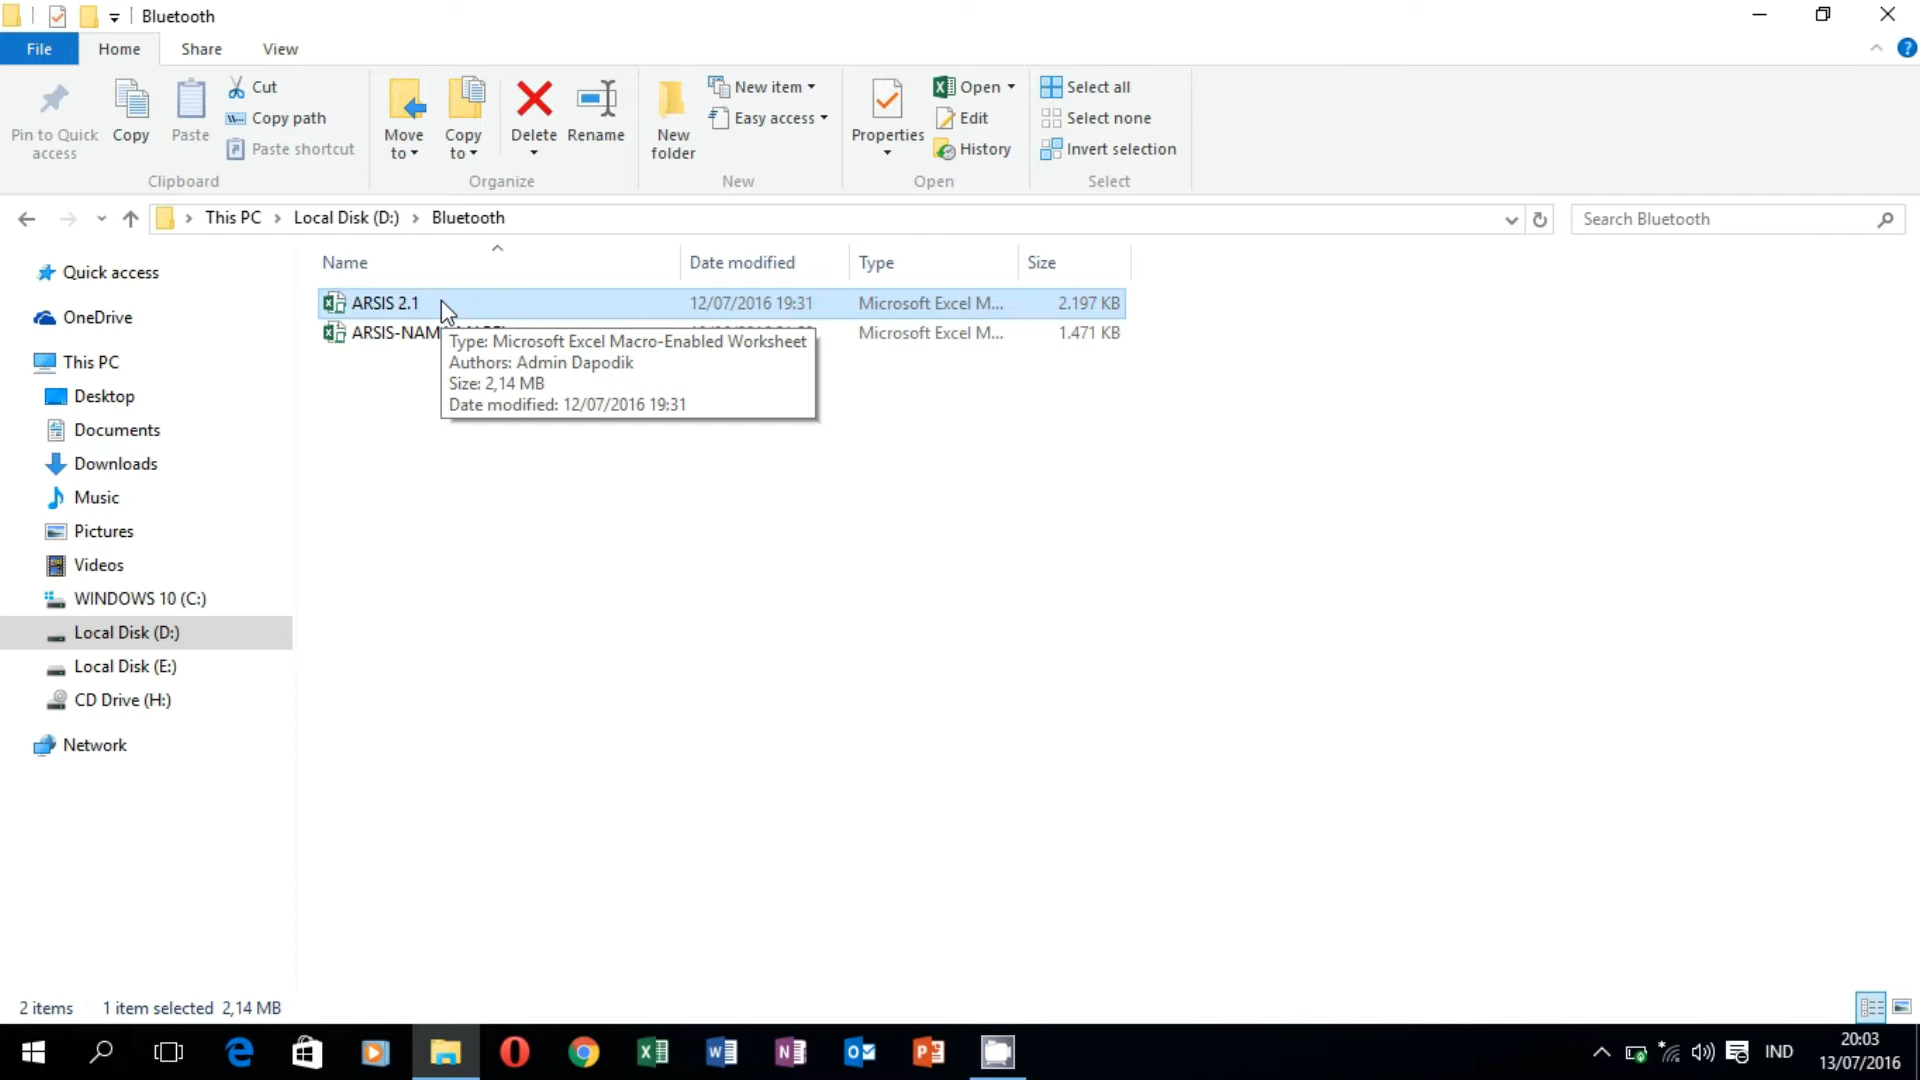 Bluetooth
File Home Share View
Pin to Quick access
Copy
Paste
Cut
Copy path
Paste shortcut
Clipboard
Move to
Copy to
Delete
Rename
Organize
New folder
New item
Easy access
New
Properties
Open
Edit
History
Open
Select all
Select none
Invert selection
Select
This PC Local Disk (D:) Bluetooth
Search Bluetooth
Name Date modified Type Size
ARSIS 2.1 12/07/2016 19:31 Microsoft Excel M... 2.197 KB
Microsoft Excel M... 1.471 KB
Type: Microsoft Excel Macro-Enabled Worksheet
Authors: Admin Dapodik
Size: 2,14 MB
Date modified: 12/07/2016 19:31
Quick access
OneDrive
This PC
Desktop
Documents
Downloads
Music
Pictures
Videos
WINDOWS 10 (C:)
Local Disk (D:)
Local Disk (E:)
CD Drive (H:)
Network
2 items 1 item selected 2,14 MB
IND
20:03
13/07/2016